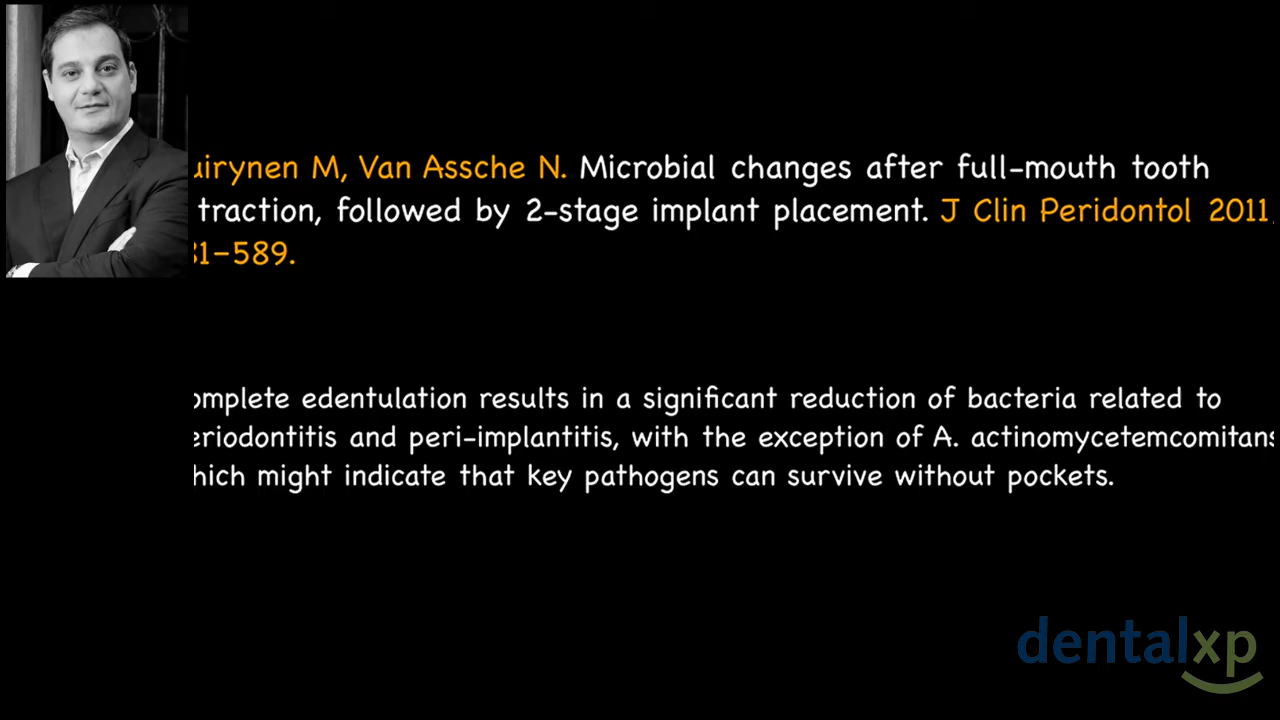 uirynen M, Van Assche N. Microbial changes after full-mouth tooth
traction, followed by 2-stage implant placement. J Clin Peridontol 2011
1–589.
omplete edentulation results in a significant reduction of bacteria related to
eriodontitis and peri-implantitis, with the exception of A. actinomycetemcomitans
hich might indicate that key pathogens can survive without pockets.
dentalxp